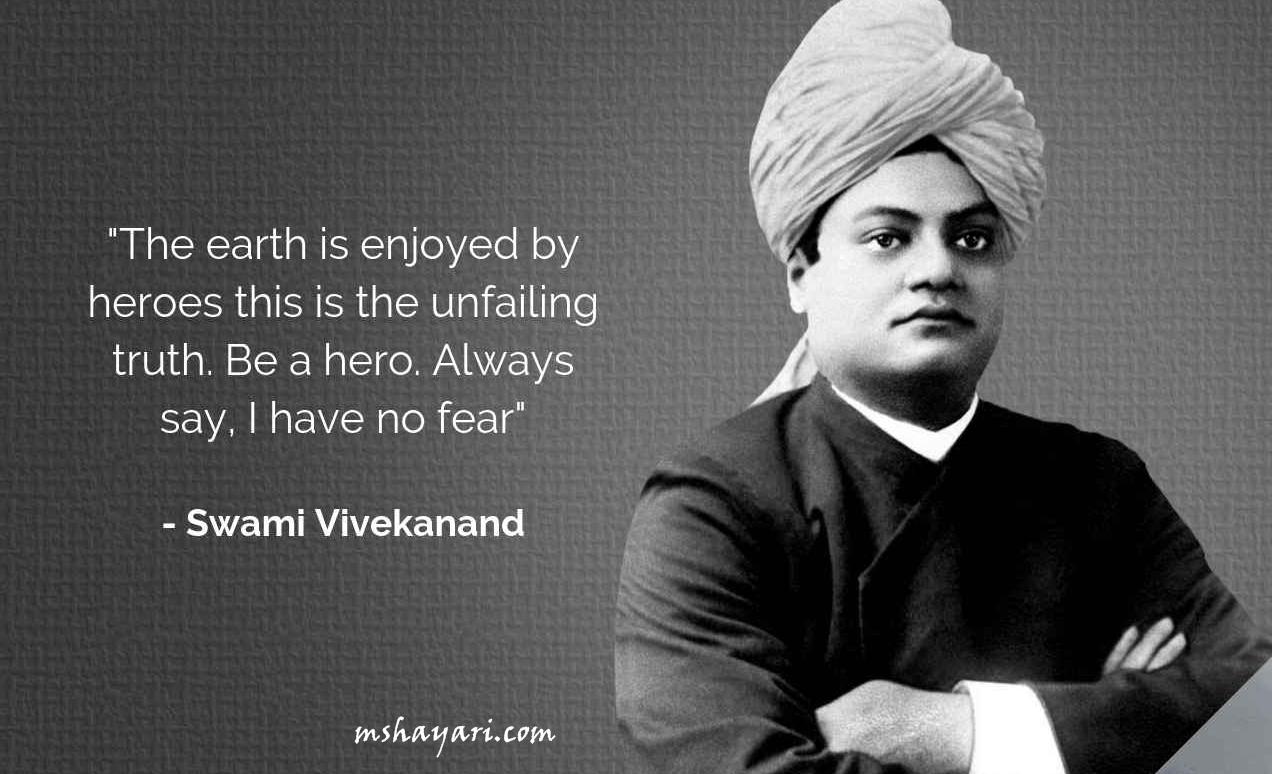 "The earth is enjoyed by
heroes this is the unfailing
truth. Be a hero. Always
say, I have no fear"
- Swami Vivekanand
mshayari.com